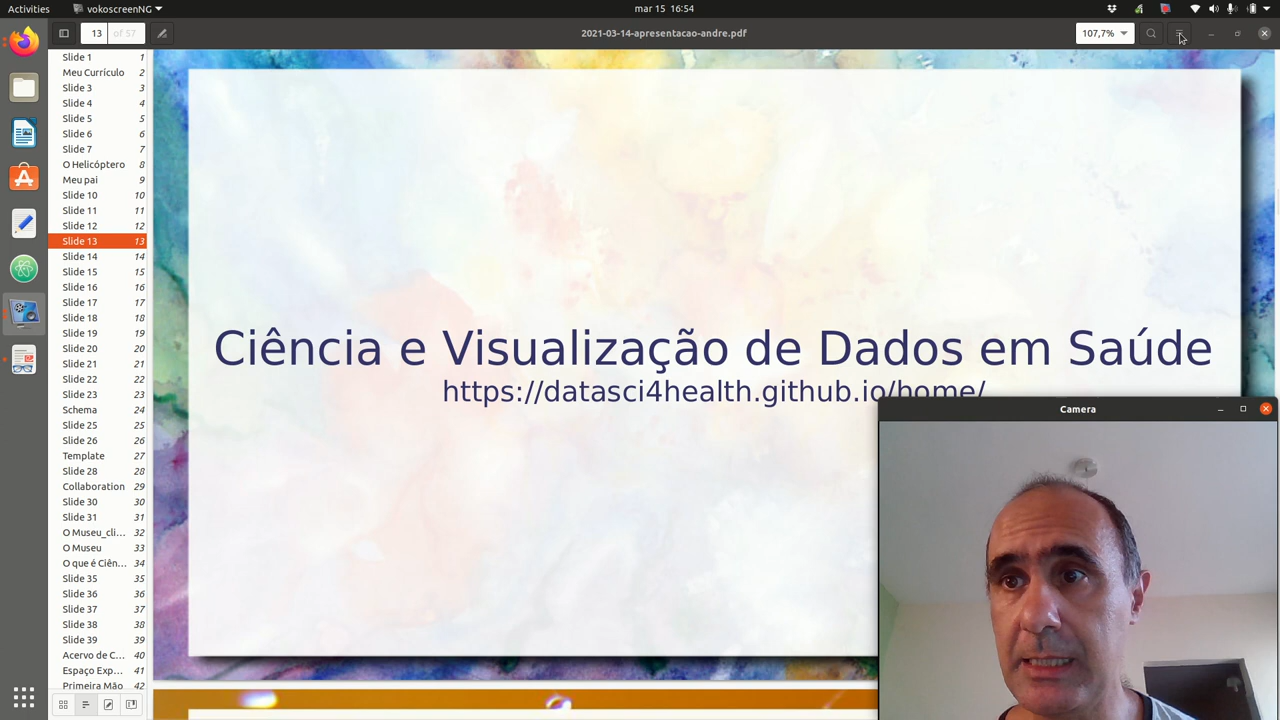 Activities
vokoscreenNG
mar 15 16:54
13 of 57
2021-03-14-apresentacao-andre.pdf
107,7%
Slide 1 1
Meu Currículo 2
Slide 3 3
Slide 4 4
Slide 5 5
Slide 6 6
Slide 7 7
O Helicóptero 8
Meu pai 9
Slide 10 10
Slide 11 11
Slide 12 12
Slide 13 13
Slide 14 14
Slide 15 15
Slide 16 16
Slide 17 17
Slide 18 18
Slide 19 19
Slide 20 20
Slide 21 21
Slide 22 22
Slide 23 23
Schema 24
Slide 25 25
Slide 26 26
Template 27
Slide 28 28
Collaboration 29
Slide 30 30
Slide 31 31
O Museu_cli... 32
O Museu 33
O que é Ciên... 34
Slide 35 35
Slide 36 36
Slide 37 37
Slide 38 38
Slide 39 39
Acervo de C... 40
Espaço Exp... 41
Primeira Mão 42
Ciência e Visualização de Dados em Saúde
https://datasci4health.github.io/home/
Camera